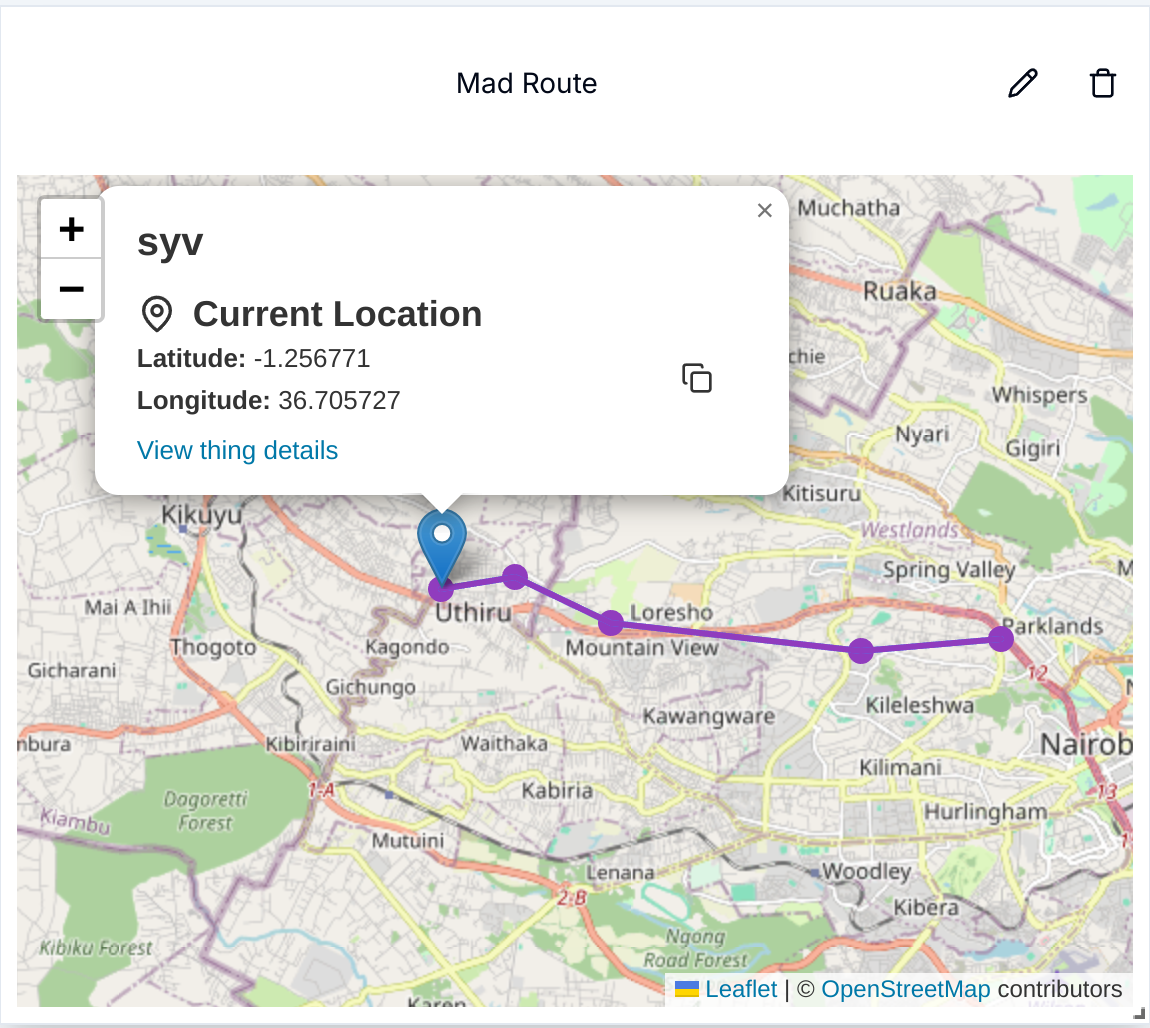 Mad Route
+
−
syv
×
Current Location
Latitude: -1.256771
Longitude: 36.705727
View thing details
Muchatha
Ruaka
chie
Whispers
Nyari
Gigiri
Kitisuru
Kikuyu
Westlands
Spring Valley
M
Mai A Ihii
Uthiru
Loresho
Parklands
Thogoto
Kagondo
Mountain View
Gicharani
12
Gichungo
N
Kileleshwa
Kawangware
nbura
Kibiriraini
Waithaka
Nairob
Kilimani
1-A
Kabiria
13
Dagoretti
Forest
Hurlingham
Kiambu
Mutuini
1
Lenana
Woodley
2-B
Kibera
Kibiku Forest
Ngong
Road Forest
Leaflet | © OpenStreetMap contributors
Karen